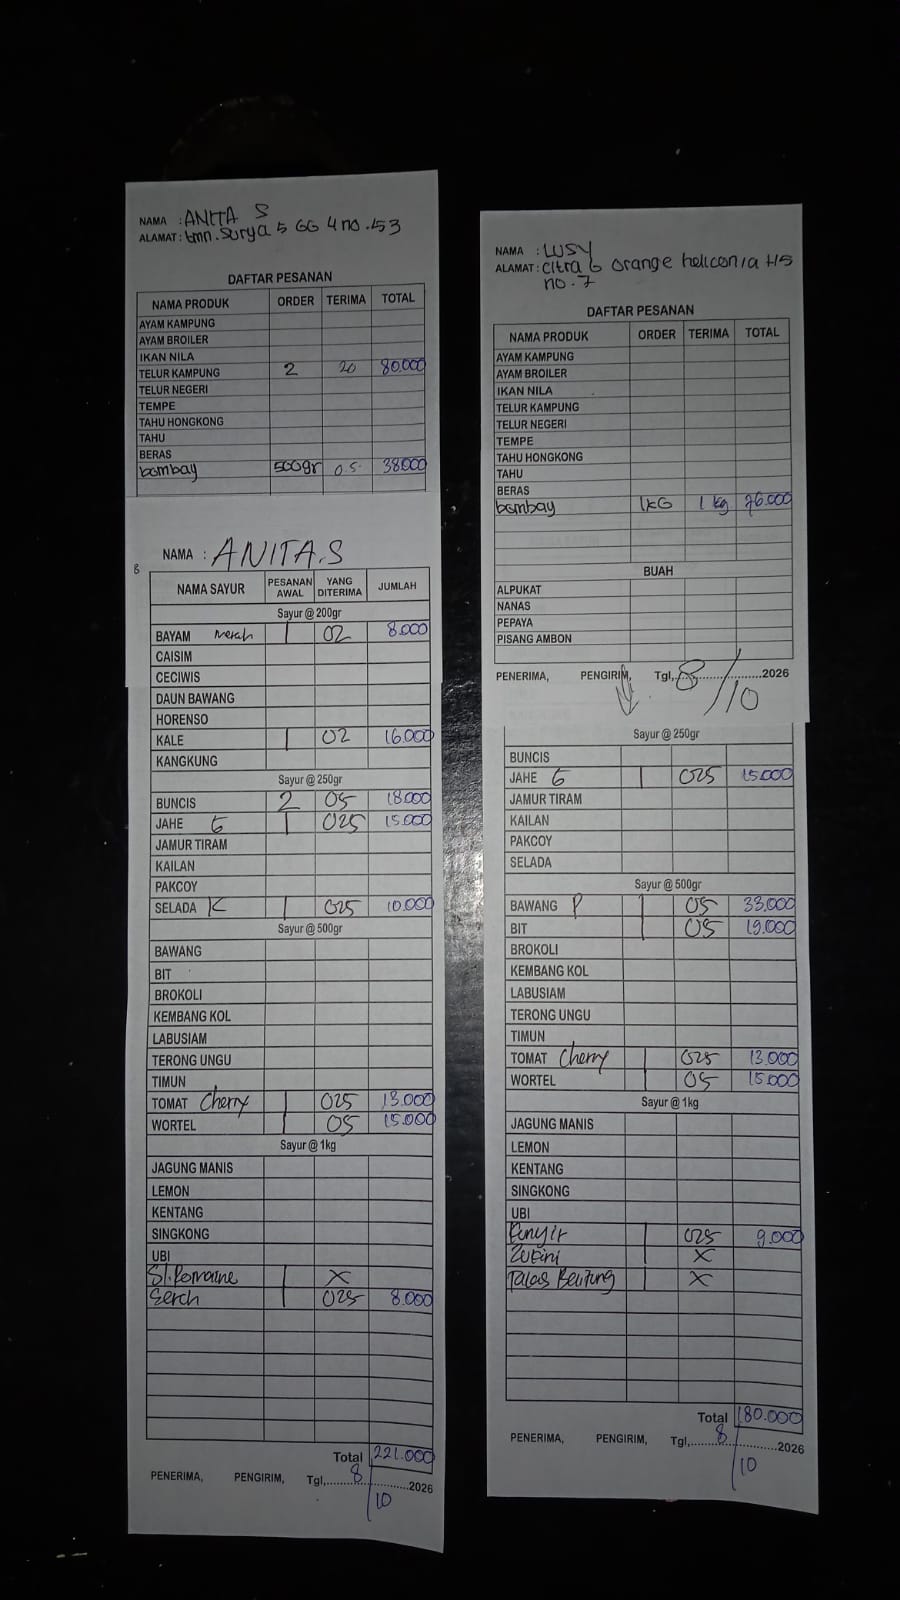 NAMA : ANITA S
ALAMAT : tmn. Surya 5 GG 4 no. 53
DAFTAR PESANAN
NAMA PRODUK ORDER TERIMA TOTAL
AYAM KAMPUNG
AYAM BROILER
IKAN NILA
TELUR KAMPUNG 2 20 80.000
TELUR NEGERI
TEMPE
TAHU HONGKONG
TAHU
BERAS
bombay 500gr 0.5 38.000
NAMA : ANITA.S
8
NAMA SAYUR PESANAN AWAL YANG DITERIMA JUMLAH
Sayur @ 200gr
BAYAM merah 1 02 8.000
CAISIM
CECIWIS
DAUN BAWANG
HORENSO
KALE 1 02 16.000
KANGKUNG
Sayur @ 250gr
BUNCIS 2 05 18.000
JAHE G 1 025 15.000
JAMUR TIRAM
KAILAN
PAKCOY
SELADA K 1 025 10.000
Sayur @ 500gr
BAWANG
BIT
BROKOLI
KEMBANG KOL
LABUSIAM
TERONG UNGU
TIMUN
TOMAT Cherry 1 025 13.000
WORTEL 1 05 15.000
Sayur @ 1kg
JAGUNG MANIS
LEMON
KENTANG
SINGKONG
UBI
Sl. Romaine 1 X
Serch 1 025 8.000
Total 221.000
PENERIMA, PENGIRIM, Tgl,.. 8/10 ..2026
NAMA : LUSY
ALAMAT : Citra 6 Orange heliconia H5
no. 7
DAFTAR PESANAN
NAMA PRODUK ORDER TERIMA TOTAL
AYAM KAMPUNG
AYAM BROILER
IKAN NILA
TELUR KAMPUNG
TELUR NEGERI
TEMPE
TAHU HONGKONG
TAHU
BERAS
bombay 1KG 1 kg 76.000
BUAH
ALPUKAT
NANAS
PEPAYA
PISANG AMBON
PENERIMA, PENGIRIM, Tgl,.. 8/10 ..2026
Sayur @ 250gr
BUNCIS
JAHE G 1 025 15.000
JAMUR TIRAM
KAILAN
PAKCOY
SELADA
Sayur @ 500gr
BAWANG P 1 05 33.000
BIT 1 05 19.000
BROKOLI
KEMBANG KOL
LABUSIAM
TERONG UNGU
TIMUN
TOMAT Cherry 1 025 13.000
WORTEL 1 05 15.000
Sayur @ 1kg
JAGUNG MANIS
LEMON
KENTANG
SINGKONG
UBI
Kunyit 1 025 9.000
Zukini 1 X
Talas Belitung 1 X
Total 180.000
PENERIMA, PENGIRIM, Tgl,.. 8/10 ..2026